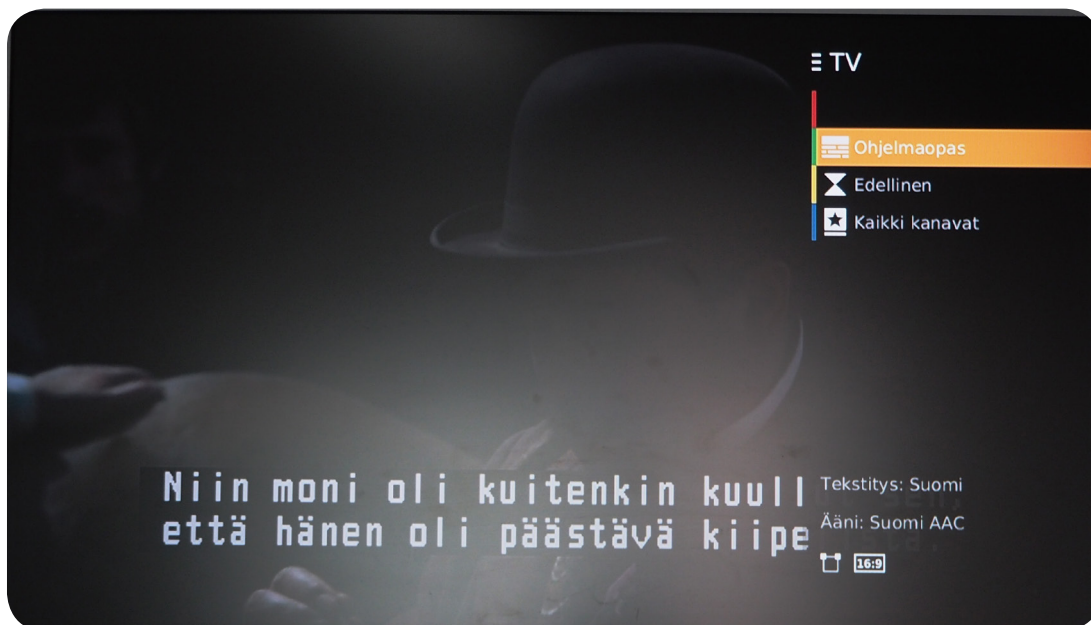 TV
Ohjelmaopas
Edellinen
Kaikki kanavat
Niin moni oli kuitenkin kuull
että hänen oli päästävä kiipe
Tekstitys: Suomi
Ääni: Suomi AAC
16:9